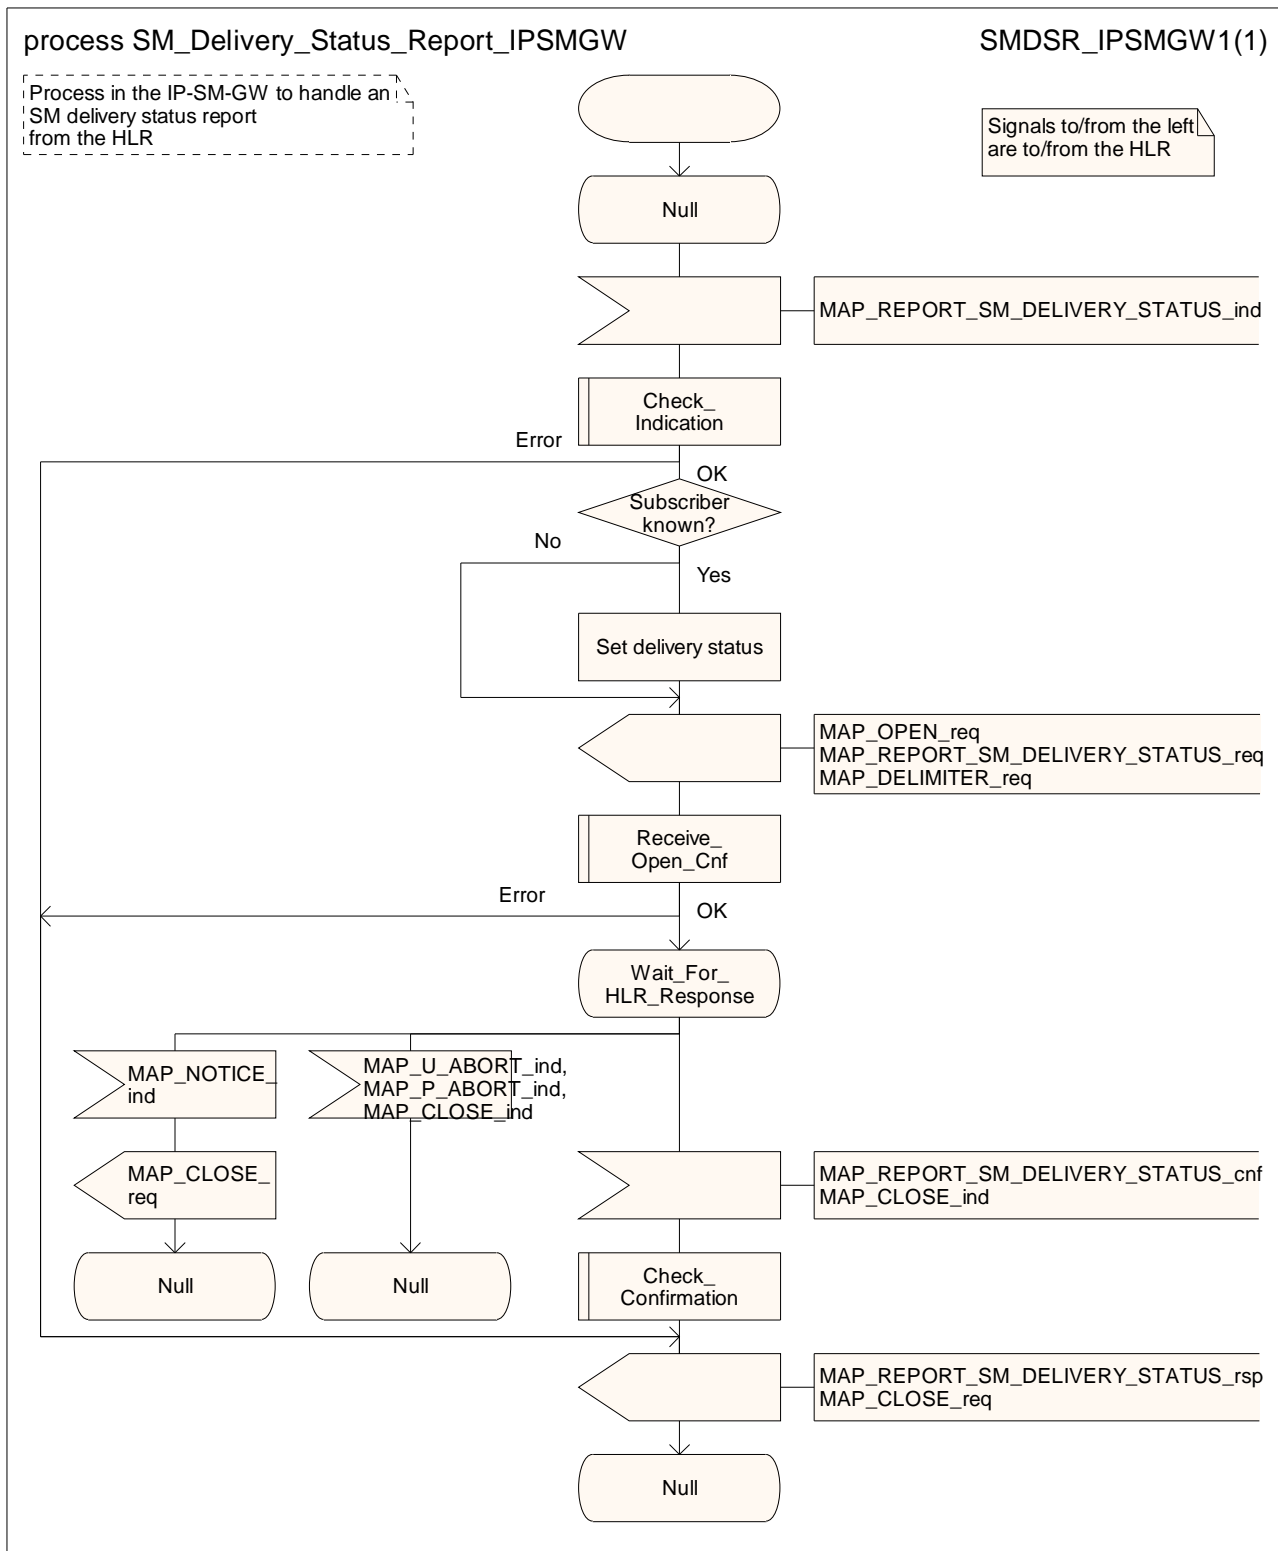 process SM_Delivery_Status_Report_IPSMGW
SMDSR_IPSMGW1(1)
Process in the IP-SM-GW to handle an
SM delivery status report
from the HLR
Signals to/from the left
are to/from the HLR
Null
MAP_REPORT_SM_DELIVERY_STATUS_ind
Check_
Indication
Error
OK
Subscriber
known?
No
Yes
Set delivery status
MAP_OPEN_req
MAP_REPORT_SM_DELIVERY_STATUS_req
MAP_DELIMITER_req
Receive_
Open_Cnf
Error
OK
Wait_For_
HLR_Response
MAP_NOTICE_
ind
MAP_U_ABORT_ind,
MAP_P_ABORT_ind,
MAP_CLOSE_ind
MAP_CLOSE_
req
MAP_REPORT_SM_DELIVERY_STATUS_cnf
MAP_CLOSE_ind
Null
Null
Check_
Confirmation
MAP_REPORT_SM_DELIVERY_STATUS_rsp
MAP_CLOSE_req
Null